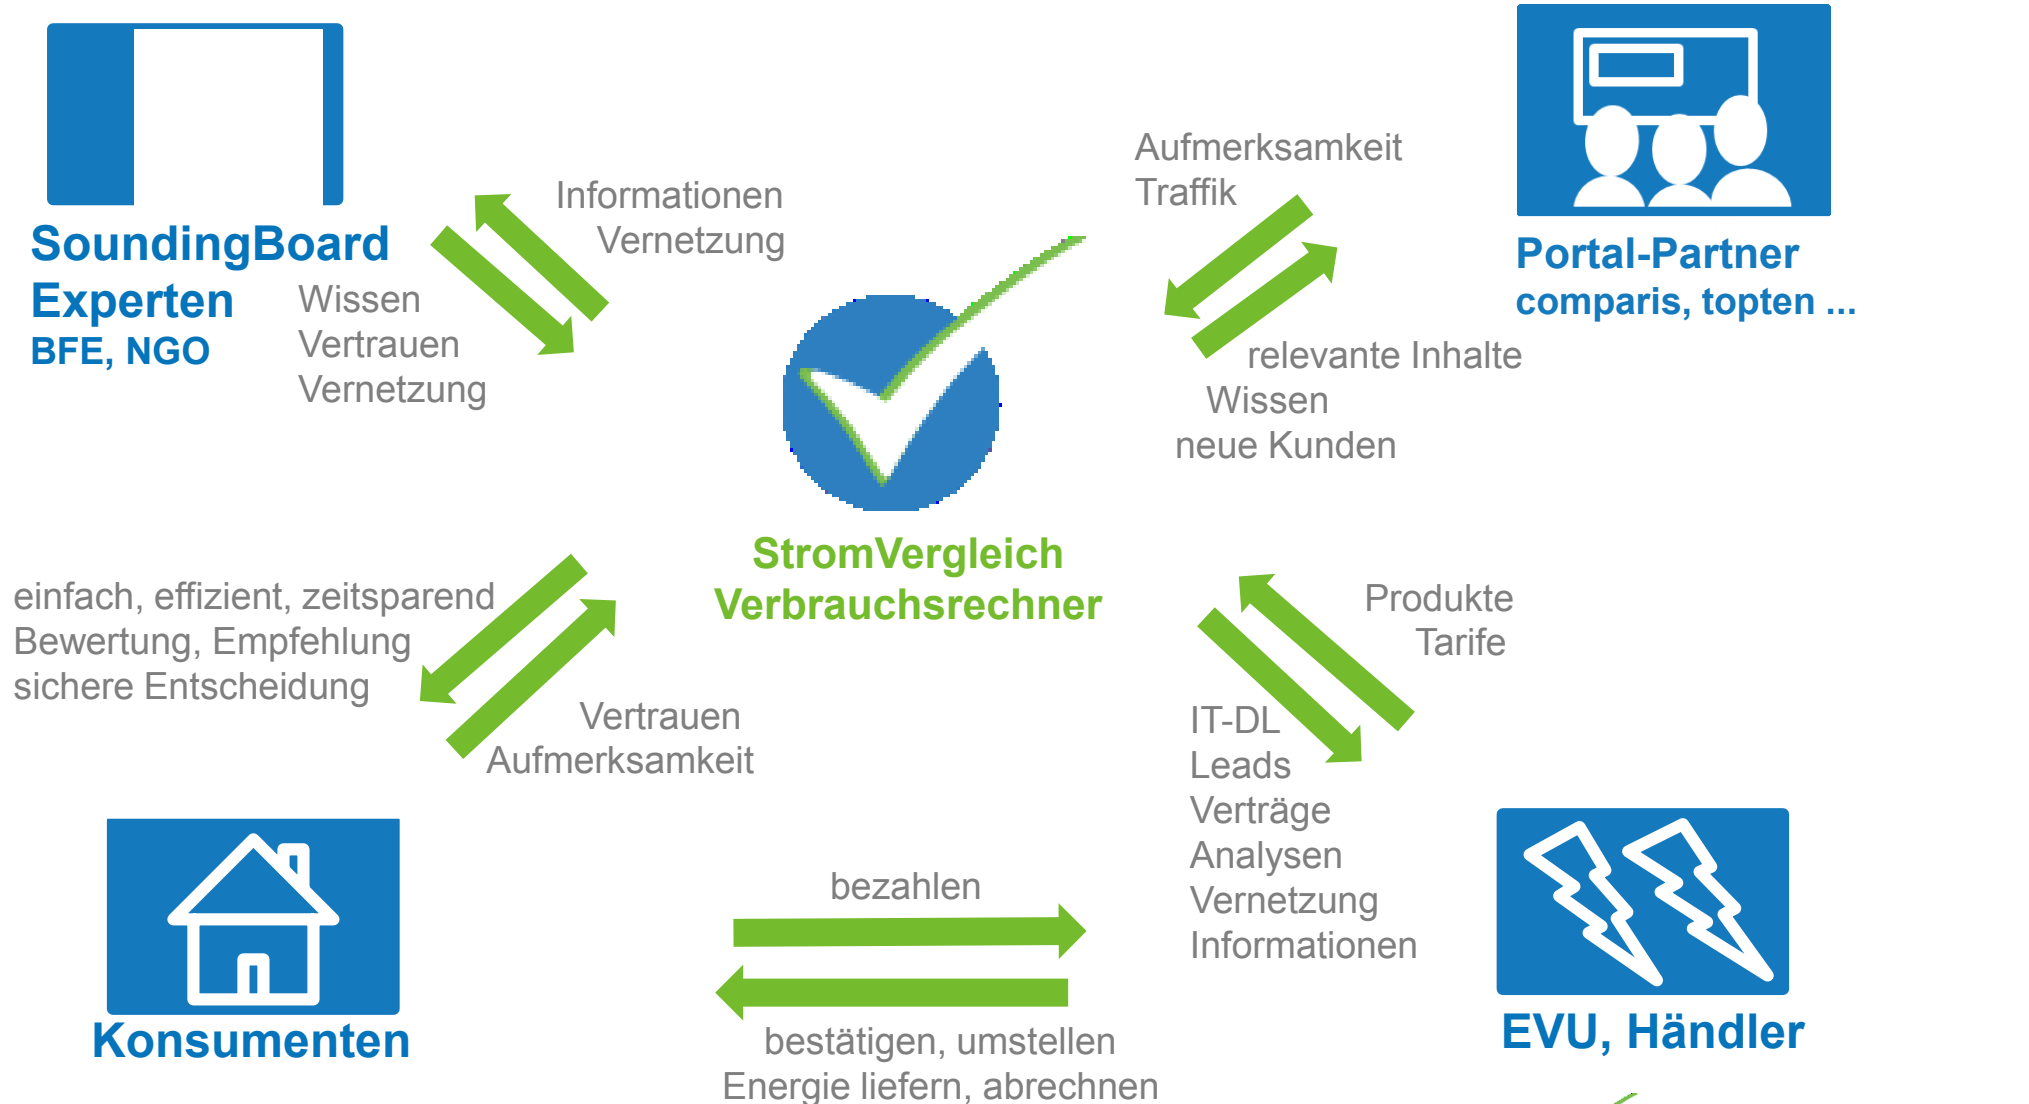 SoundingBoard
Experten
BFE, NGO
Informationen
Vernetzung
Wissen
Vertrauen
Vernetzung
Aufmerksamkeit
Traffik
Portal-Partner
comparis, topten ...
relevante Inhalte
Wissen
neue Kunden
StromVergleich
Verbrauchsrechner
einfach, effizient, zeitsparend
Bewertung, Empfehlung
sichere Entscheidung
Vertrauen
Aufmerksamkeit
Produkte
Tarife
IT-DL
Leads
Verträge
Analysen
Vernetzung
Informationen
Konsumenten
bezahlen
bestätigen, umstellen
Energie liefern, abrechnen
EVU, Händler